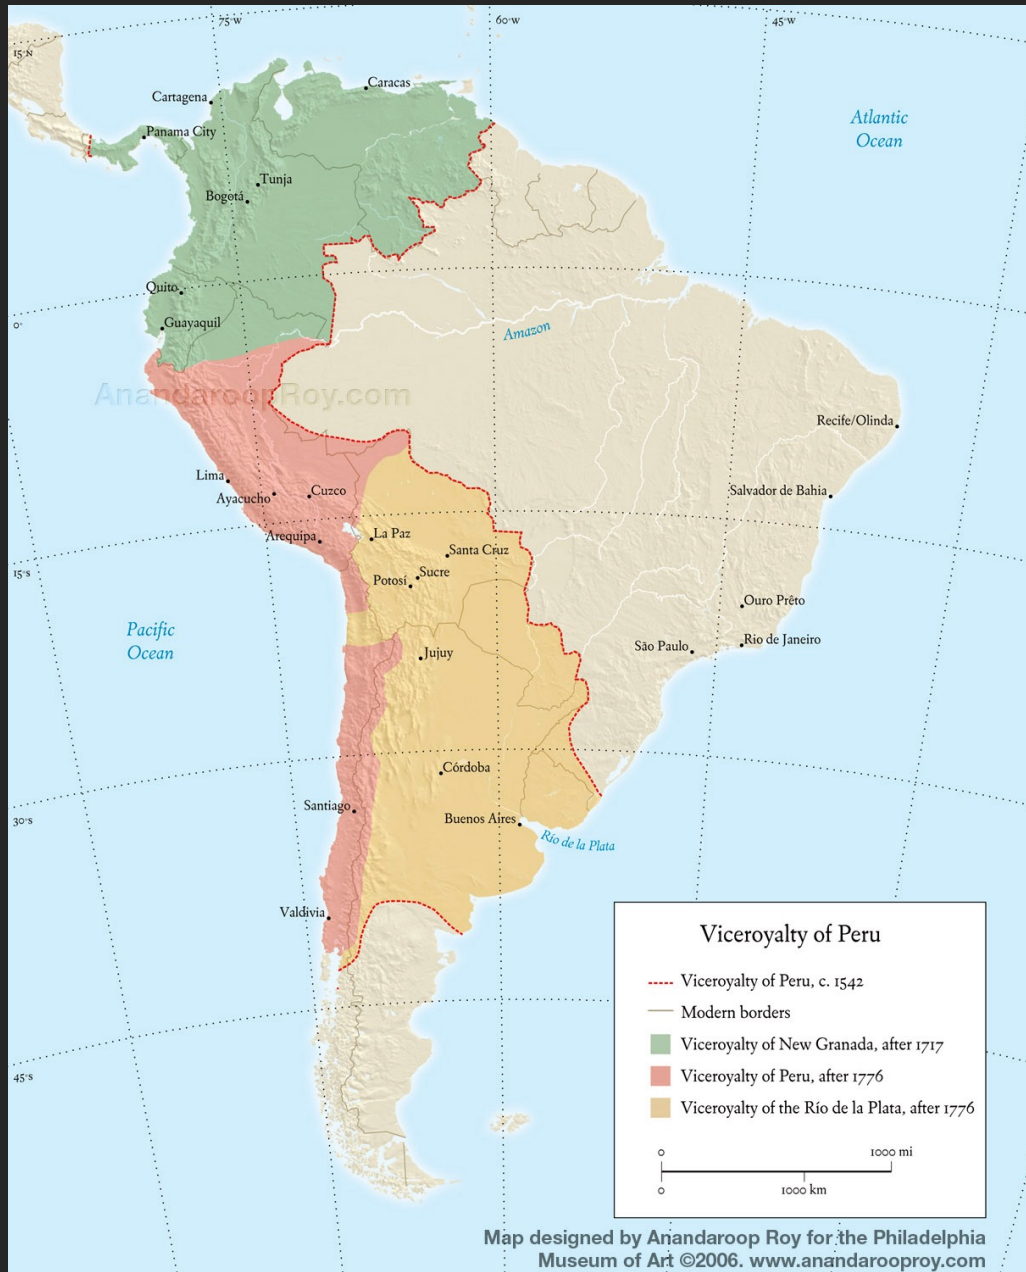 75°W
60°W
45°W
15°N
Caracas
Cartagena
Atlantic
Ocean
Panama City
Tunja
Bogotá
Quito
0°
Guayaquil
Amazon
AnandaroopRoy.com
Recife/Olinda
Lima
Ayacucho
Cuzco
Salvador de Bahia
Arequipa
La Paz
Santa Cruz
15°S
Potosí
Sucre
Ouro Prêto
Pacific
Ocean
São Paulo
Rio de Janeiro
Jujuy
Córdoba
Santiago
30°S
Buenos Aires
Río de la Plata
Valdivia
45°S
Viceroyalty of Peru
Viceroyalty of Peru, c. 1542
Modern borders
Viceroyalty of New Granada, after 1717
Viceroyalty of Peru, after 1776
Viceroyalty of the Río de la Plata, after 1776
0 1000 mi
0 1000 km
Map designed by Anandaroop Roy for the Philadelphia
Museum of Art ©2006. www.anandarooproy.com